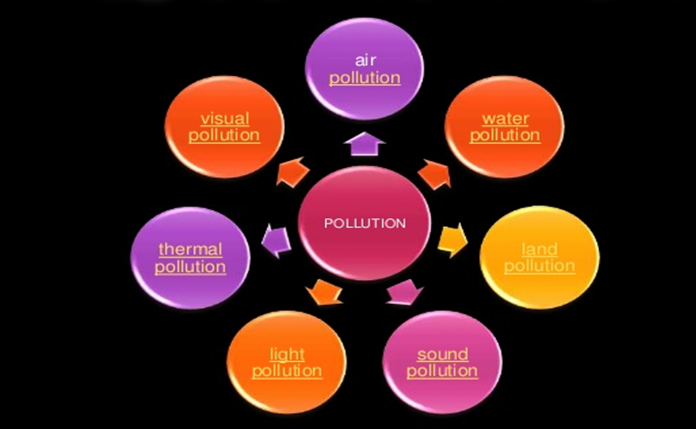 air
pollution
visual
pollution
water
pollution
POLLUTION
thermal
pollution
land
pollution
light
pollution
sound
pollution